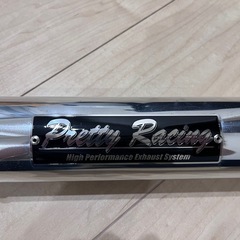 Pretty Racing
High Performance Exhaust System